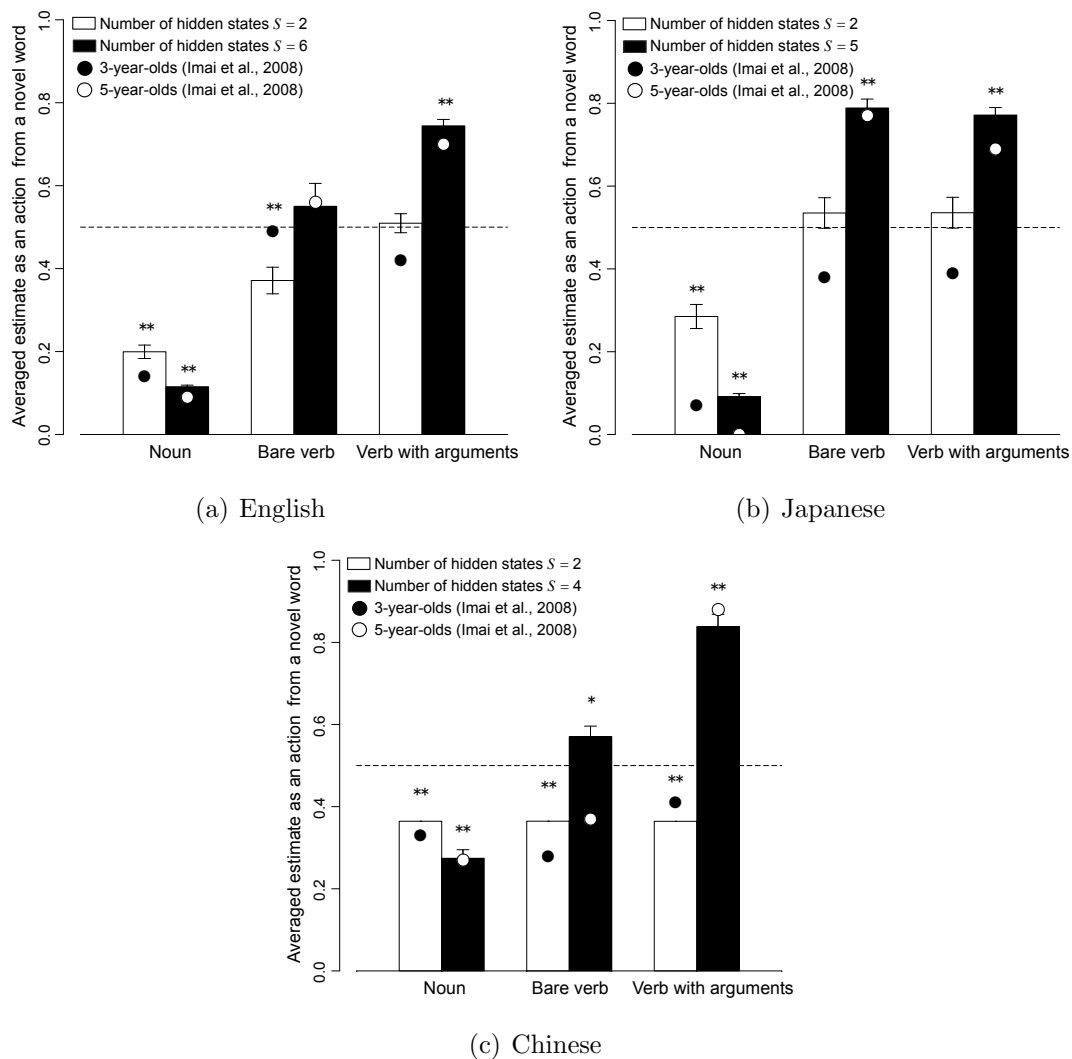 Number of hidden states S = 2
Number of hidden states S = 6
3-year-olds (Imai et al., 2008)
5-year-olds (Imai et al., 2008)
Averaged estimate as an action from a novel word
1.0
0.8
0.6
0.4
0.2
0.0
**
**
**
**
Noun
Bare verb
Verb with arguments
(a) English
Number of hidden states S = 2
Number of hidden states S = 5
3-year-olds (Imai et al., 2008)
5-year-olds (Imai et al., 2008)
Averaged estimate as an action from a novel word
1.0
0.8
0.6
0.4
0.2
0.0
**
**
**
**
Noun
Bare verb
Verb with arguments
(b) Japanese
Number of hidden states S = 2
Number of hidden states S = 4
3-year-olds (Imai et al., 2008)
5-year-olds (Imai et al., 2008)
Averaged estimate as an action from a novel word
1.0
0.8
0.6
0.4
0.2
0.0
**
**
**
*
**
**
Noun
Bare verb
Verb with arguments
(c) Chinese